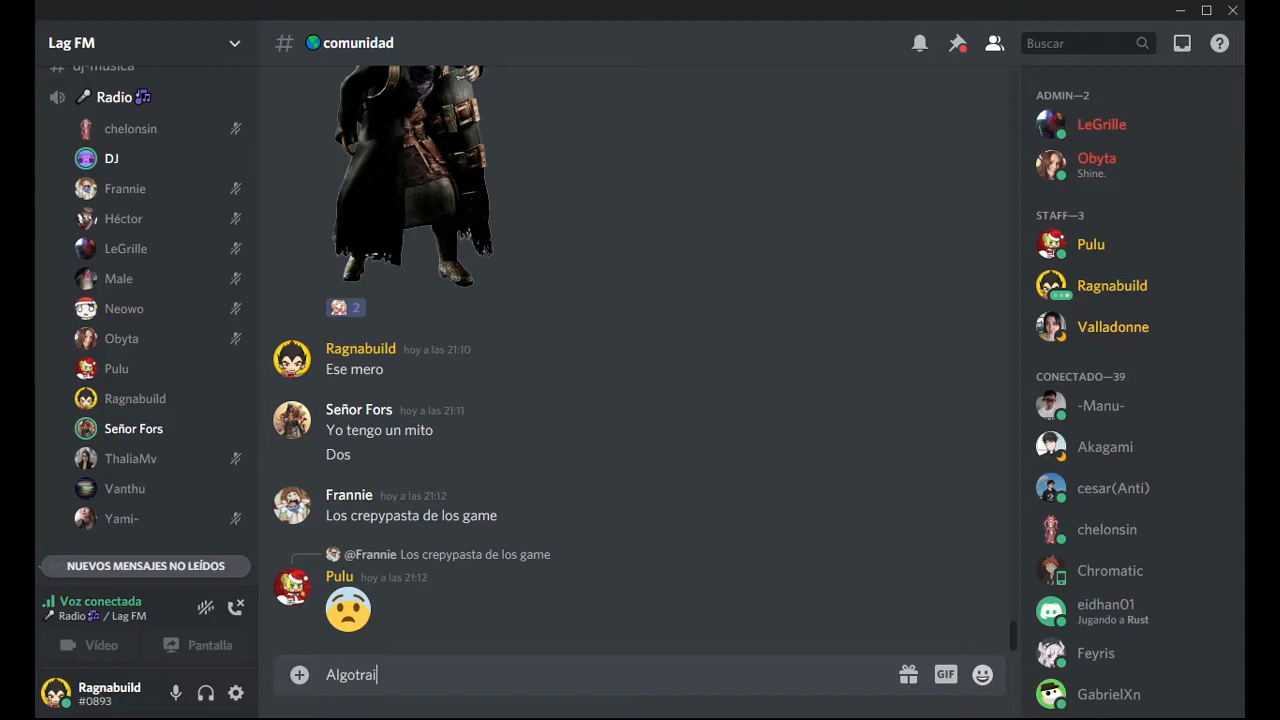 Lag FM
comunidad
Buscar
dj-musica
Radio
chelonsin
DJ
Frannie
Héctor
LeGrille
Male
Neowo
Obyta
Pulu
Ragnabuild
Señor Fors
ThaliaMv
Vanthu
Yami-
NUEVOS MENSAJES NO LEÍDOS
Voz conectada
Radio / Lag FM
Vídeo
Pantalla
Ragnabuild
#0893
2
Ragnabuild hoy a las 21:10
Ese mero
Señor Fors hoy a las 21:11
Yo tengo un mito
Dos
Frannie hoy a las 21:12
Los crepypasta de los game
@Frannie Los crepypasta de los game
Pulu hoy a las 21:12
Algotrai
GIF
ADMIN—2
LeGrille
Obyta
Shine.
STAFF—3
Pulu
Ragnabuild
Valladonne
CONECTADO—39
-Manu-
Akagami
cesar(Anti)
chelonsin
Chromatic
eidhan01
Jugando a Rust
Feyris
GabrielXn